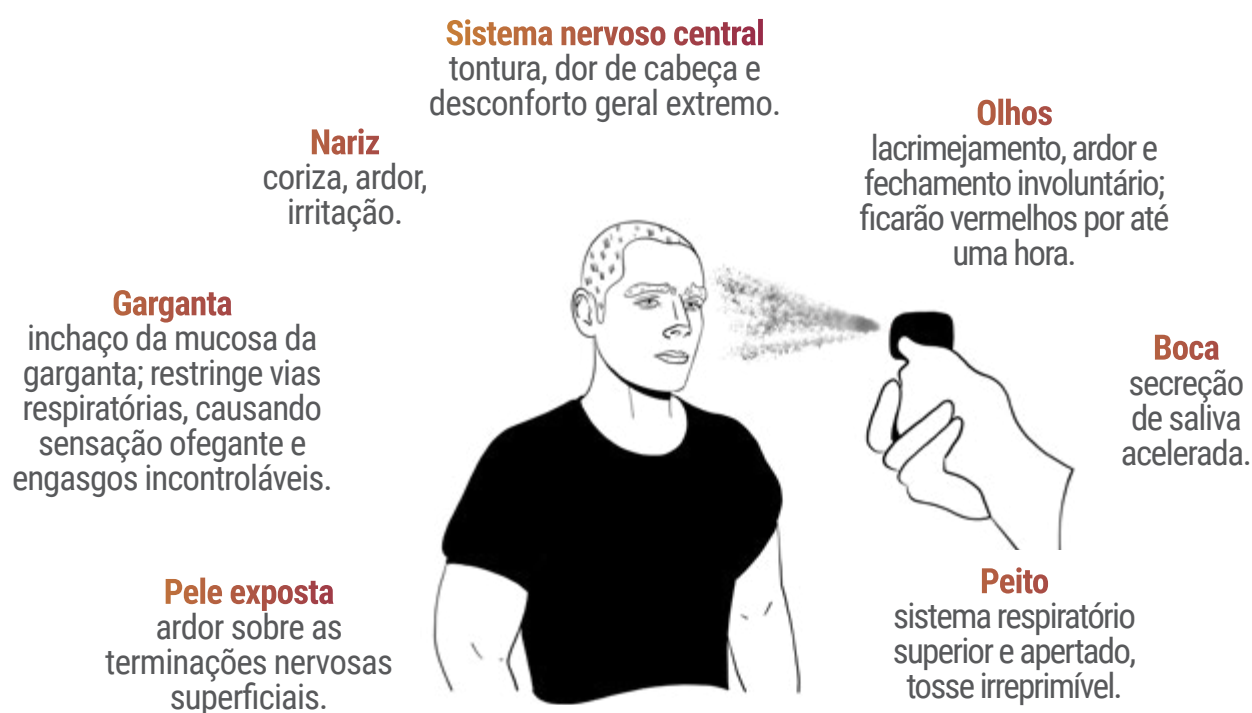 Sistema nervoso central
tontura, dor de cabeça e
desconforto geral extremo.
Nariz
coriza, ardor,
irritação.
Olhos
lacrimejamento, ardor e
fechamento involuntário;
ficarão vermelhos por até
uma hora.
Garganta
inchaço da mucosa da
garganta; restringe vias
respiratórias, causando
sensação ofegante e
engasgos incontroláveis.
Boca
secreção
de saliva
acelerada.
Pele exposta
ardor sobre as
terminações nervosas
superficiais.
Peito
sistema respiratório
superior e apertado,
tosse irreprimível.